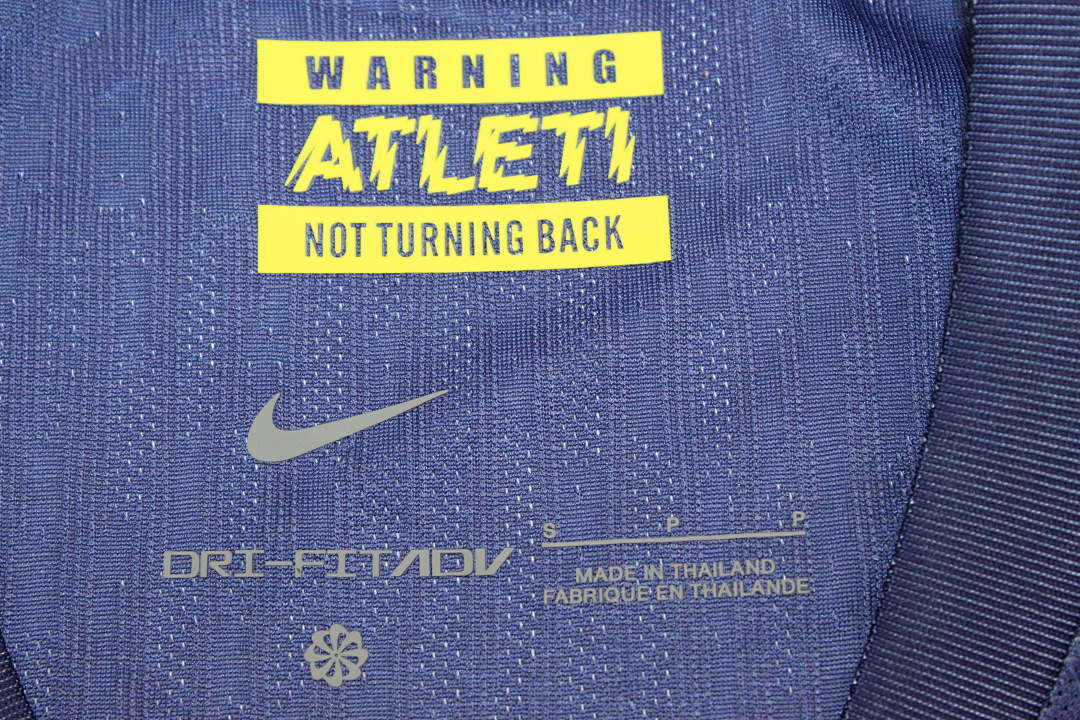 WARNING
ATLETI
NOT TURNING BACK
S P P
DRI-FITADV
MADE IN THAILAND
FABRIQUE EN THAILANDE